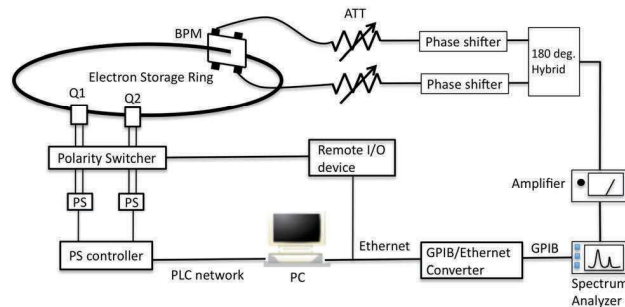 BPM
ATT
Phase shifter
180 deg.
Hybrid
Electron Storage Ring
Phase shifter
Q1
Q2
Polarity Switcher
Remote I/O
device
PS
PS
Amplifier
PS controller
Ethernet
GPIB/Ethernet
Converter
GPIB
PLC network
PC
Spectrum
Analyzer